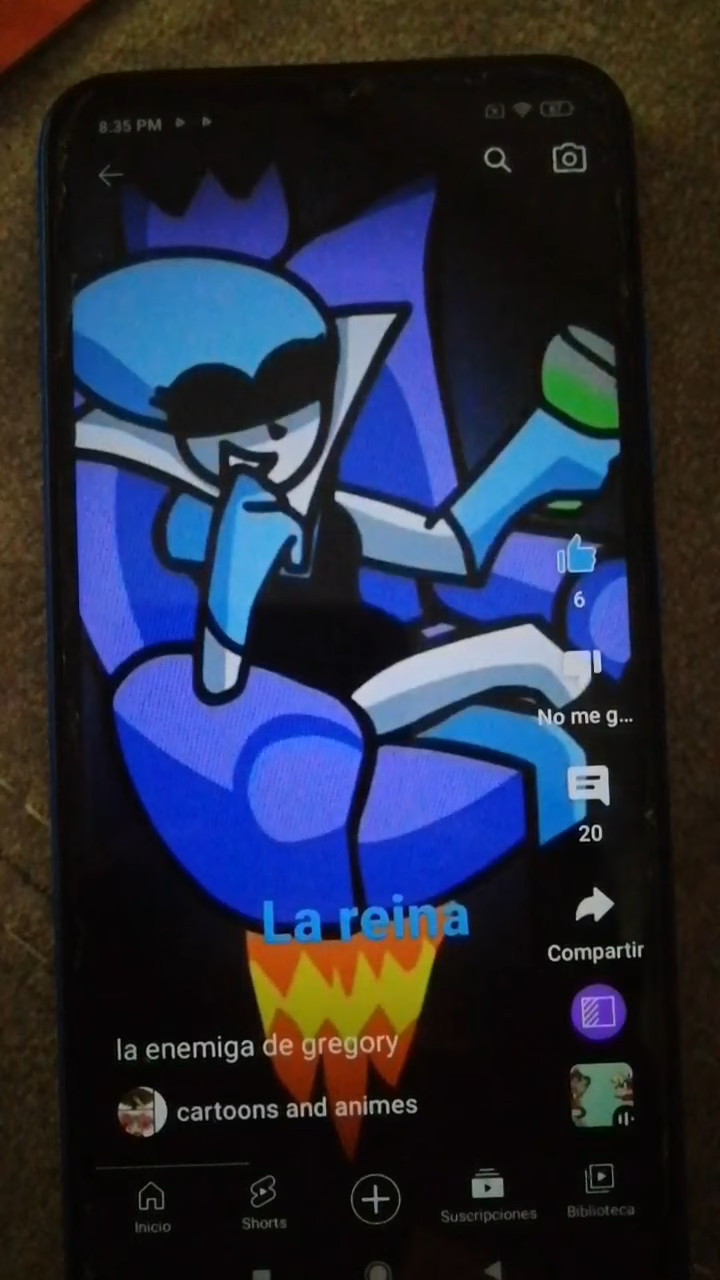 8:35 PM
67
6
No me g...
20
La reina
Compartir
la enemiga de gregory
cartoons and animes
Inicio
Shorts
Suscripciones
Biblioteca